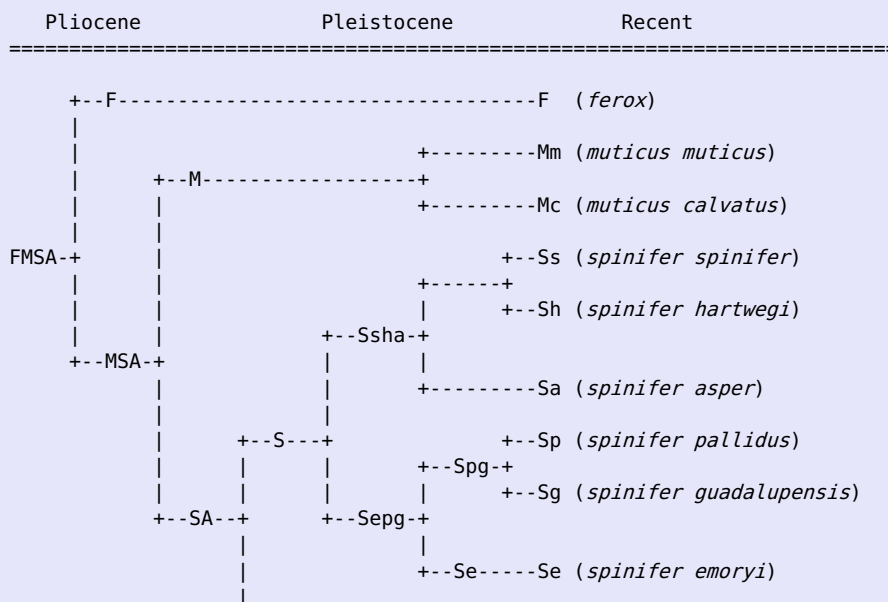 Pliocene Pleistocene Recent
==========================================================================
+--F-----------------------------------F (ferox)
|
| +---------Mm (muticus muticus)
| +--M------------------+
| | +---------Mc (muticus calvatus)
| |
FMSA-+ | +--Ss (spinifer spinifer)
| | +------+
| | | +--Sh (spinifer hartwegi)
| | +--Ssha-+
+--MSA-+ | |
| | +---------Sa (spinifer asper)
| |
| +--S---+ +--Sp (spinifer pallidus)
| | | +--Spg-+
| | | | +--Sg (spinifer guadalupensis)
+--SA--+ +--Sepg-+
| |
| +--Se-----Se (spinifer emoryi)
|